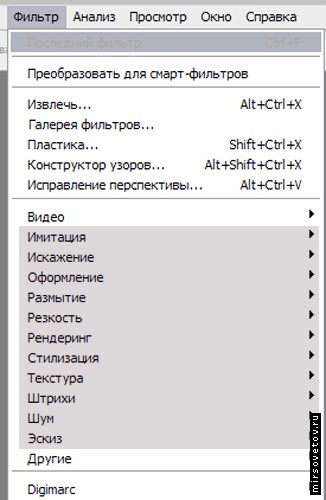 Фильтр Анализ Просмотр Окно Справка
Последний фильтр Ctrl+F
Преобразовать для смарт-фильтров
Извлечь... Alt+Ctrl+X
Галерея фильтров...
Пластика... Shift+Ctrl+X
Конструктор узоров... Alt+Shift+Ctrl+X
Исправление перспективы... Alt+Ctrl+V
Видео
Имитация
Искажение
Оформление
Размытие
Резкость
Рендеринг
Стилизация
Текстура
Штрихи
Шум
Эскиз
Другие
Digimarc
mirsovetov.ru